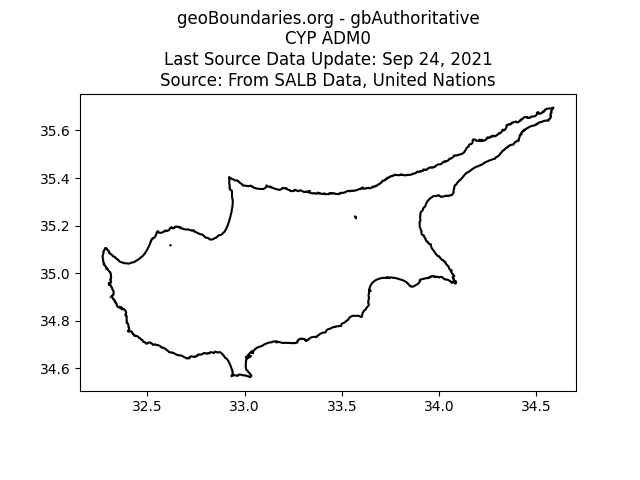 geoBoundaries.org - gbAuthoritative
CYP ADM0
Last Source Data Update: Sep 24, 2021
Source: From SALB Data, United Nations
35.6
35.4
35.2
35.0
34.8
34.6
32.5 33.0 33.5 34.0 34.5